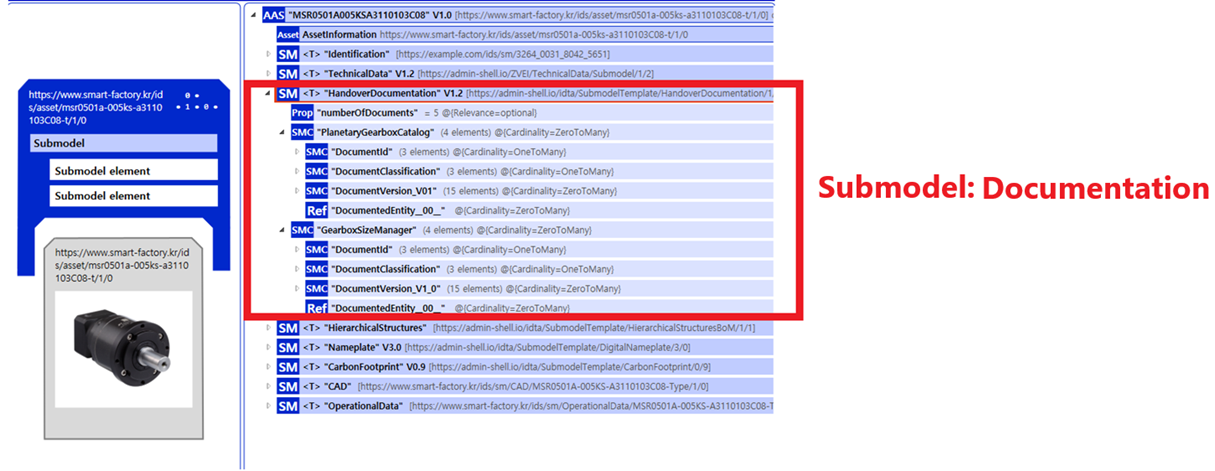 https://www.smart-factory.kr/id
s/asset/msr0501a-005ks-a3110
103C08-t/1/0
0
1 0
Submodel
Submodel element
Submodel element
https://www.smart-factory.kr/id
s/asset/msr0501a-005ks-a3110
103C08-t/1/0
AAS "MSR0501A005KSA3110103C08" V1.0 [https://www.smart-factory.kr/ids/asset/msr0501a-005ks-a3110103c08-t/1/0]
Asset AssetInformation https://www.smart-factory.kr/ids/asset/msr0501a-005ks-a3110103c08-t/1/0
SM <T> "Identification" [https://example.com/ids/sm/3264_0031_8042_5651]
SM <T> "TechnicalData" V1.2 [https://admin-shell.io/ZVEI/TechnicalData/Submodel/1/2]
SM <T> "HandoverDocumentation" V1.2 [https://admin-shell.io/idta/SubmodelTemplate/HandoverDocumentation/1
Prop "numberOfDocuments" = 5 @{Relevance=optional}
SMC "PlanetaryGearboxCatalog" (4 elements) @{Cardinality=ZeroToMany}
SMC "DocumentId" (3 elements) @{Cardinality=OneToMany}
SMC "DocumentClassification" (3 elements) @{Cardinality=OneToMany}
SMC "DocumentVersion_V01" (15 elements) @{Cardinality=ZeroToMany}
Ref "DocumentedEntity__00__" @{Cardinality=ZeroToMany}
SMC "GearboxSizeManager" (4 elements) @{Cardinality=ZeroToMany}
SMC "DocumentId" (3 elements) @{Cardinality=OneToMany}
SMC "DocumentClassification" (3 elements) @{Cardinality=OneToMany}
SMC "DocumentVersion_V1_0" (15 elements) @{Cardinality=ZeroToMany}
Ref "DocumentedEntity__00__" @{Cardinality=ZeroToMany}
SM <T> "HierarchicalStructures" [https://admin-shell.io/idta/SubmodelTemplate/HierarchicalStructuresBoM/1/1]
SM <T> "Nameplate" V3.0 [https://admin-shell.io/idta/SubmodelTemplate/DigitalNameplate/3/0]
SM <T> "CarbonFootprint" V0.9 [https://admin-shell.io/idta/SubmodelTemplate/CarbonFootprint/0/9]
SM <T> "CAD" [https://www.smart-factory.kr/ids/sm/CAD/MSR0501A-005KS-A3110103C08-Type/1/0]
SM <T> "OperationalData" [https://www.smart-factory.kr/ids/sm/OperationalData/MSR0501A-005KS-A3110103C08-T
Submodel: Documentation